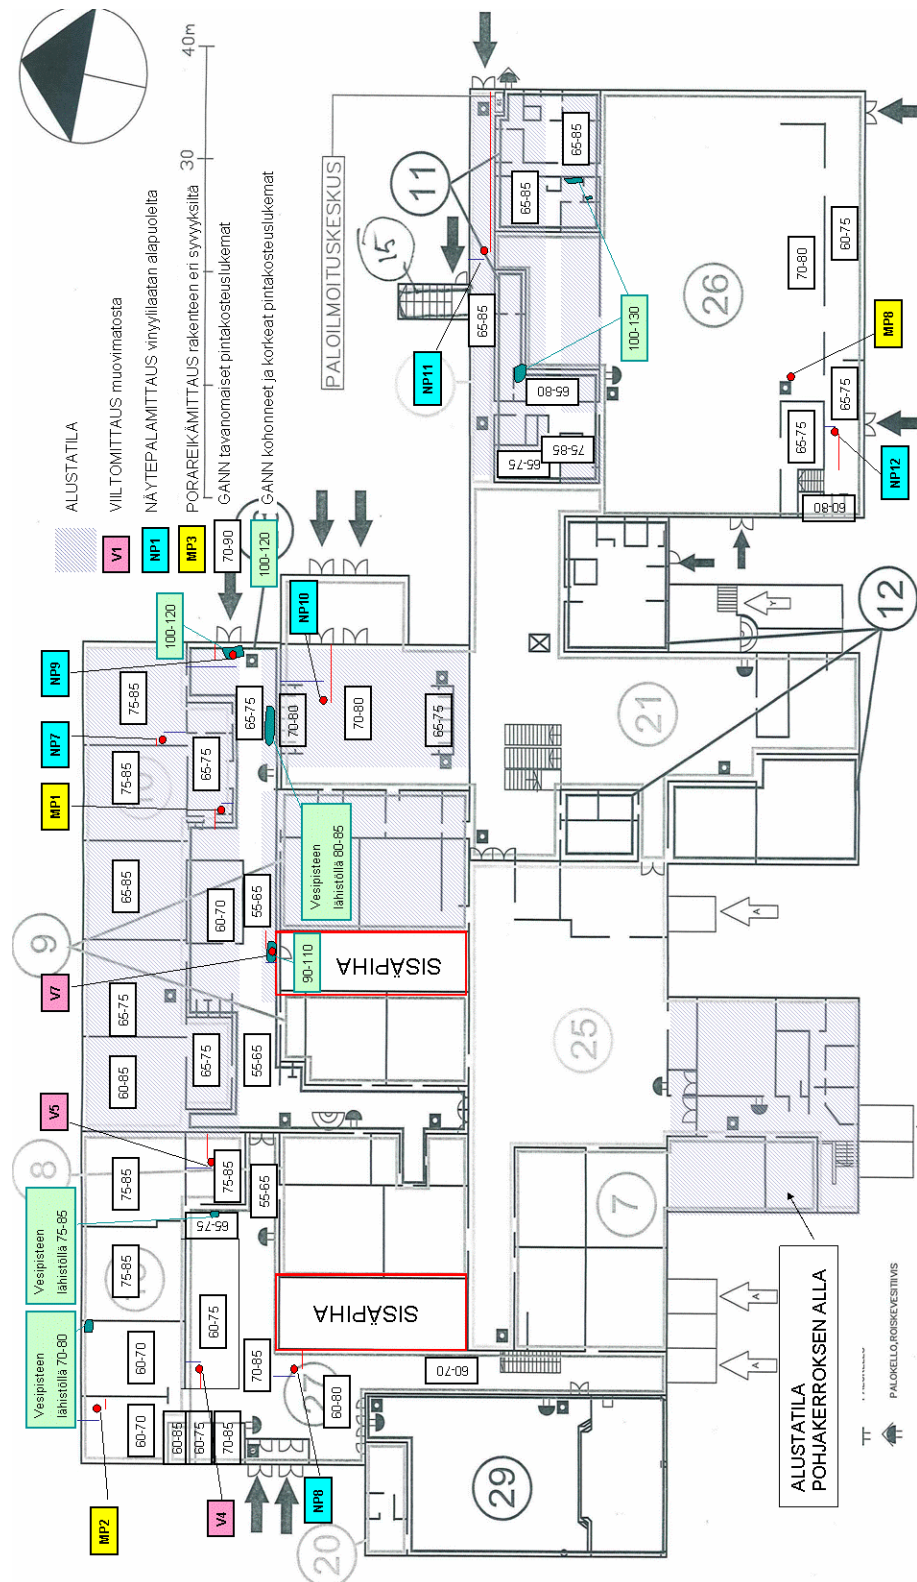 40m
30
ALUSTATILA
V1 VIILTOMITTAUS muovimatosta
NP1 NÄYTEPALAMITTAUS vinyylilaatan alapuolelta
MP3 PORAREIKÄMITTAUS rakenteen eri syvyyksiltä
70-90 GANN tavanomaiset pintakosteuslukemat
GANN kohonneet ja korkeat pintakosteuslukemat
100-120
PALOILMOITUSKESKUS
11
15
65-85
65-85
65-85
NP11
100-130
65-80
75-85
65-75
26
70-80
60-75
MP8
65-75
65-75
NP12
60-80
12
21
100-120
NP9
NP7
MP1
NP10
75-85
75-85
65-75
65-75
70-80
70-80
65-75
65-85
60-70
55-65
Vesipisteen
lähistöllä 80-85
9
V7
90-110
SISÄPIHA
65-75
60-85
65-75
55-65
25
V5
8
75-85
75-85
55-65
65-75
Vesipisteen
lähistöllä 75-85
75-85
60-75
SISÄPIHA
7
Vesipisteen
lähistöllä 70-80
60-70
60-70
70-85
27
60-80
60-70
60-85
60-75
70-85
MP2
V4
NP8
20
29
A
A
A
Y
ALUSTATILA
POHJAKERROKSEN ALLA
PALOKELLO,ROISKEVESITIIVIS